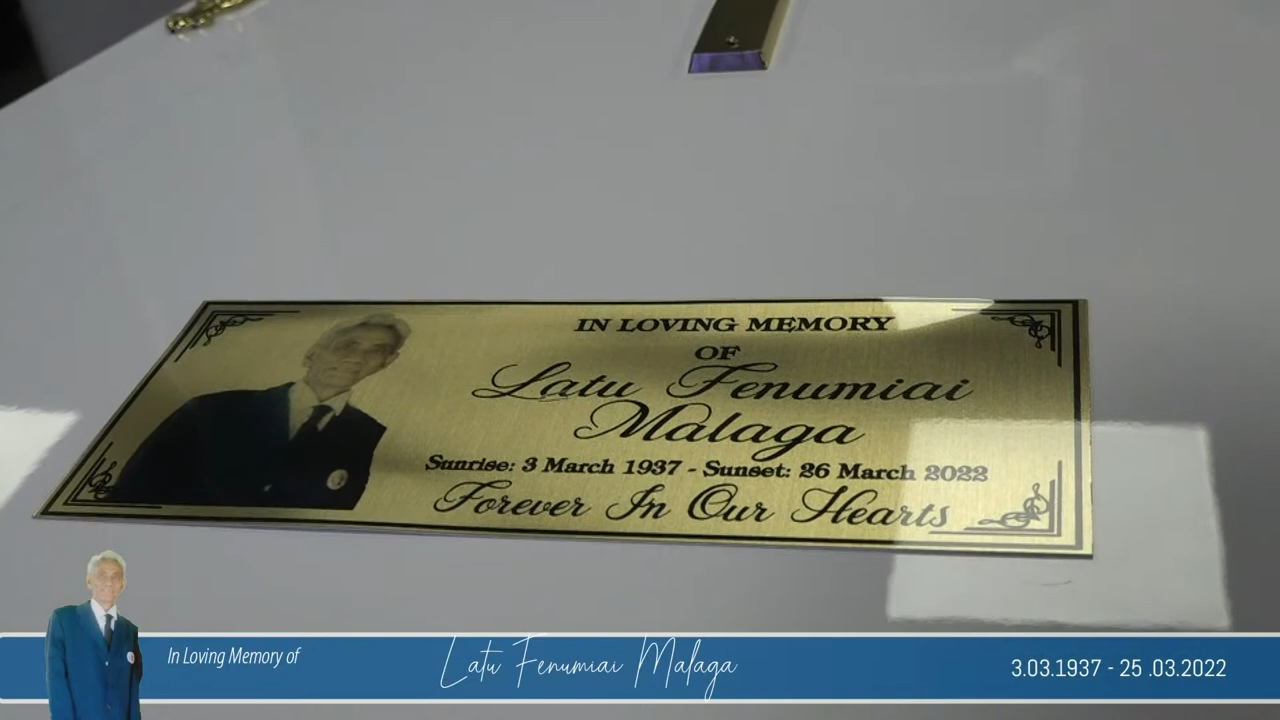 IN LOVING MEMORY
OF
Latu Fenumiai
Malaga
Sunrise: 3 March 1937 - Sunset: 26 March 2022
Forever In Our Hearts
In Loving Memory of
Latu Fenumiai Malaga
3.03.1937 - 25 .03.2022